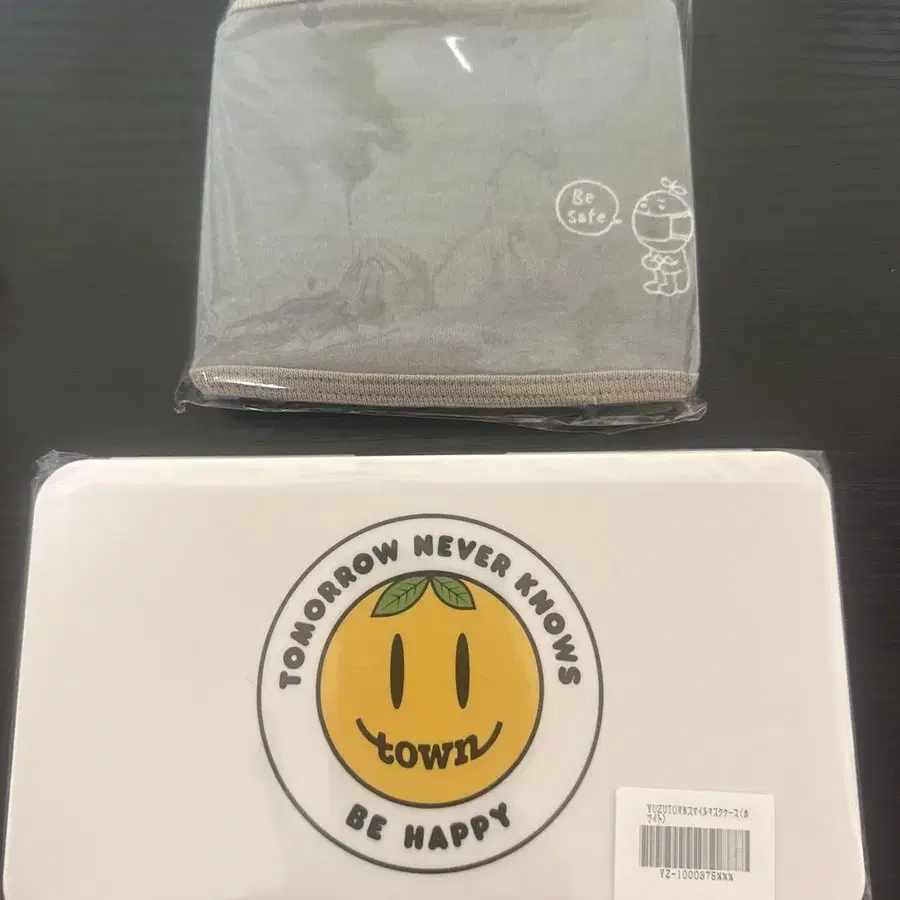 Be
Safe
TOMORROW NEVER KNOWS
town
BE HAPPY
YUZUTOWNスマイルマスクケース(ホ
ワイト)
YZ-1000375XXX